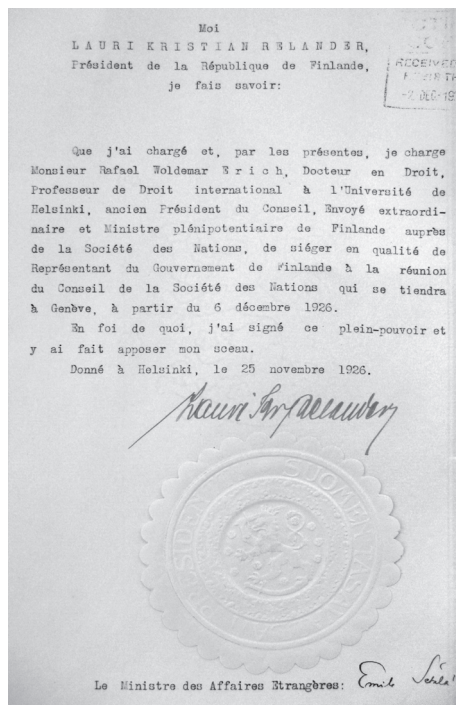 Moi
LAURI KRISTIAN RELANDER,
Président de la République de Finlande,
je fais savoir:
RECEIVED
-2 DEC 19
Que j'ai chargé et, par les présentes, je charge
Monsieur Rafael Woldemar Erich, Docteur en Droit,
Professeur de Droit international à l'Université de
Helsinki, ancien Président du Conseil, Envoyé extraordi-
naire et Ministre plénipotentiaire de Finlande auprès
de la Société des Nations, de siéger en qualité de
Représentant du Gouvernement de Finlande à la réunion
du Conseil de la Société des Nations qui se tiendra
à Genève, à partir du 6 décembre 1926.
En foi de quoi, j'ai signé ce plein-pouvoir et
y ai fait apposer mon sceau.
Donné à Helsinki, le 25 novembre 1926.
Lauri Kr. Relander
SUOMEN TASAVALLAN PRESIDENTTI
Le Ministre des Affaires Etrangères: Emil Setälä